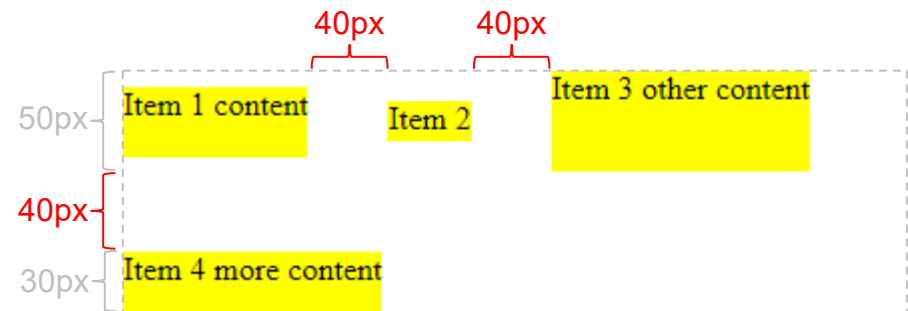 40px 40px
50px
Item 1 content
Item 2
Item 3 other content
40px
Item 4 more content
30px